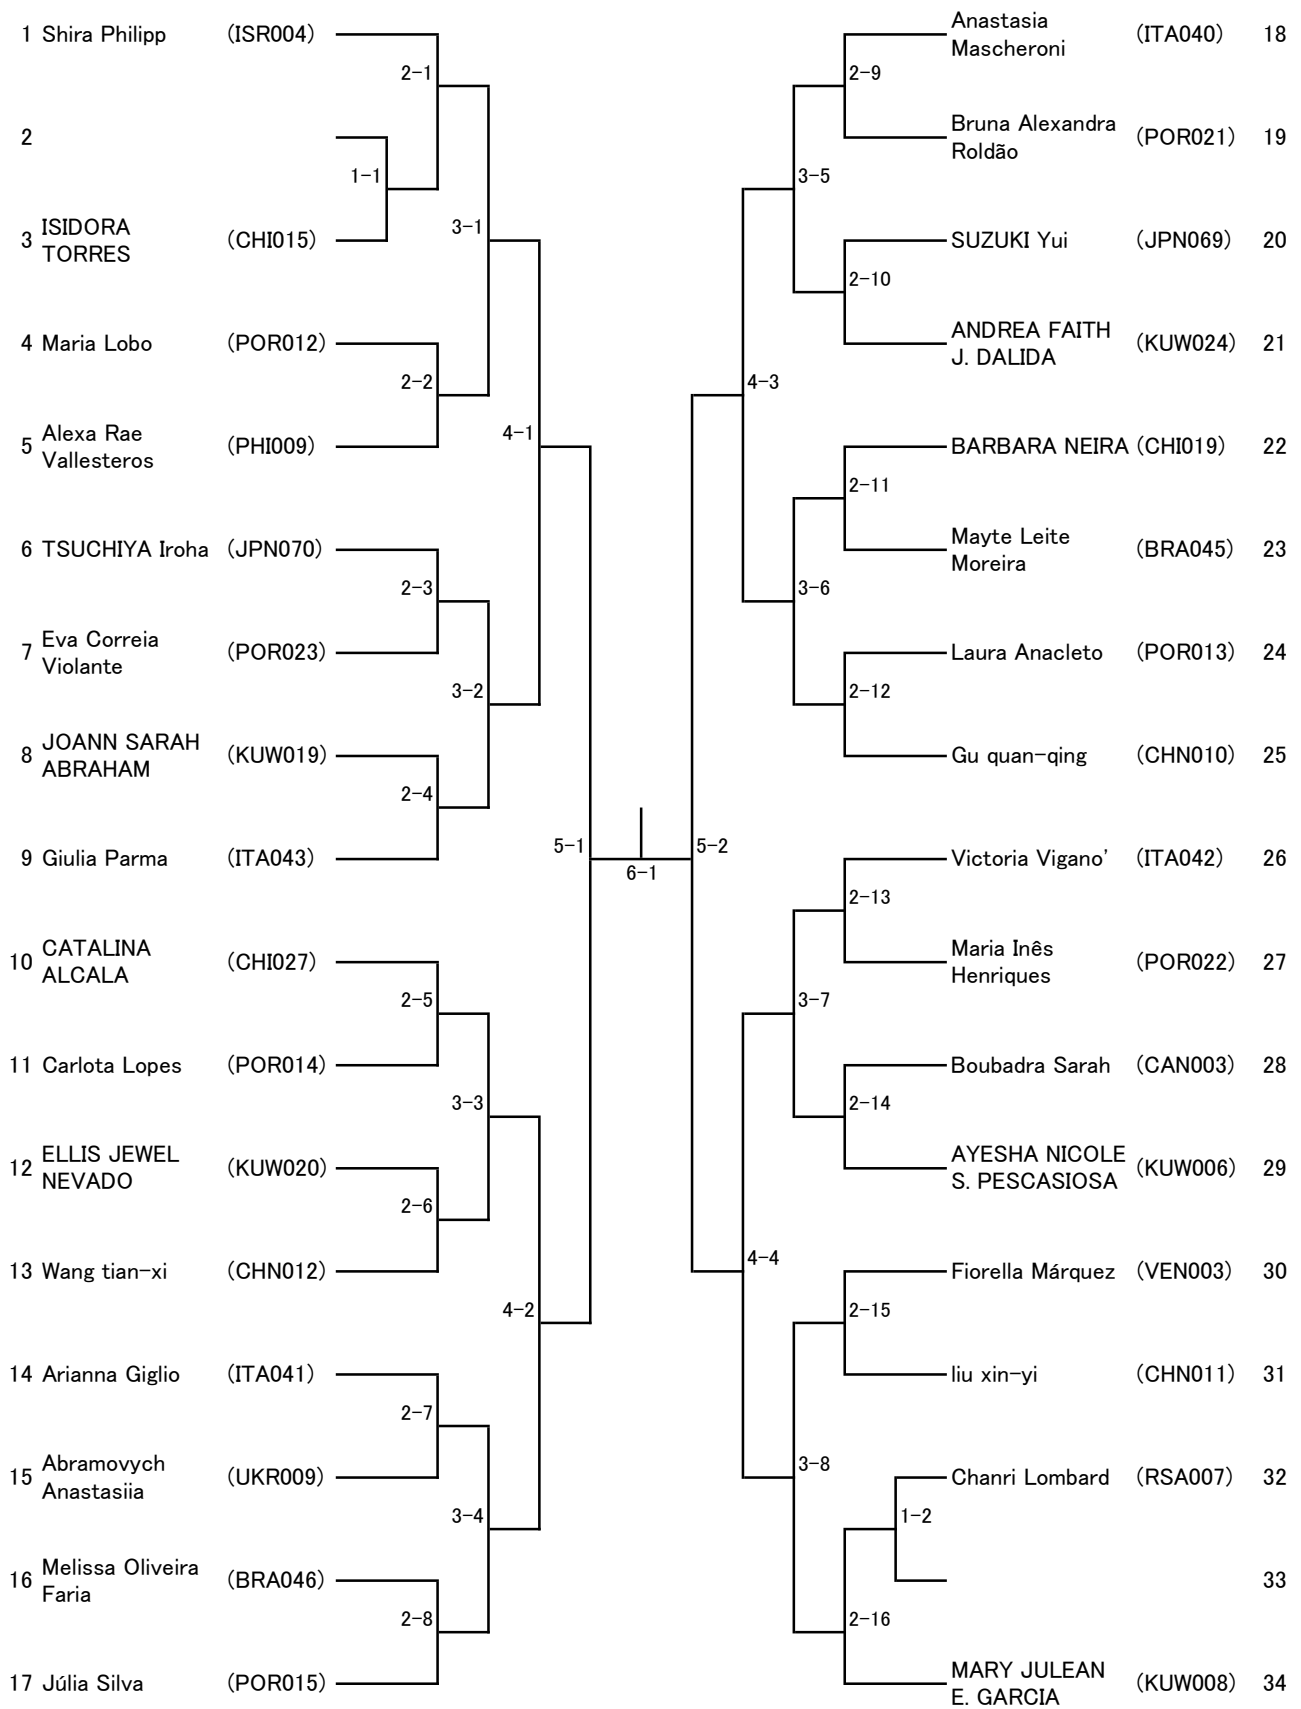 1 Shira Philipp (ISR004)
2-1
2
1-1
3 ISIDORA TORRES (CHI015)
3-1
4 Maria Lobo (POR012)
2-2
5 Alexa Rae Vallesteros (PHI009)
4-1
6 TSUCHIYA Iroha (JPN070)
2-3
7 Eva Correia Violante (POR023)
3-2
8 JOANN SARAH ABRAHAM (KUW019)
2-4
9 Giulia Parma (ITA043)
5-1
10 CATALINA ALCALA (CHI027)
2-5
11 Carlota Lopes (POR014)
3-3
12 ELLIS JEWEL NEVADO (KUW020)
2-6
13 Wang tian-xi (CHN012)
4-2
14 Arianna Giglio (ITA041)
2-7
15 Abramovych Anastasiia (UKR009)
3-4
16 Melissa Oliveira Faria (BRA046)
2-8
17 Júlia Silva (POR015)
6-1
Anastasia Mascheroni (ITA040) 18
2-9
Bruna Alexandra Roldão (POR021) 19
3-5
SUZUKI Yui (JPN069) 20
2-10
ANDREA FAITH J. DALIDA (KUW024) 21
4-3
BARBARA NEIRA (CHI019) 22
2-11
Mayte Leite Moreira (BRA045) 23
3-6
Laura Anacleto (POR013) 24
2-12
Gu quan-qing (CHN010) 25
5-2
Victoria Vigano' (ITA042) 26
2-13
Maria Inês Henriques (POR022) 27
3-7
Boubadra Sarah (CAN003) 28
2-14
AYESHA NICOLE S. PESCASIOSA (KUW006) 29
4-4
Fiorella Márquez (VEN003) 30
2-15
liu xin-yi (CHN011) 31
3-8
Chanri Lombard (RSA007) 32
1-2
33
2-16
MARY JULEAN E. GARCIA (KUW008) 34